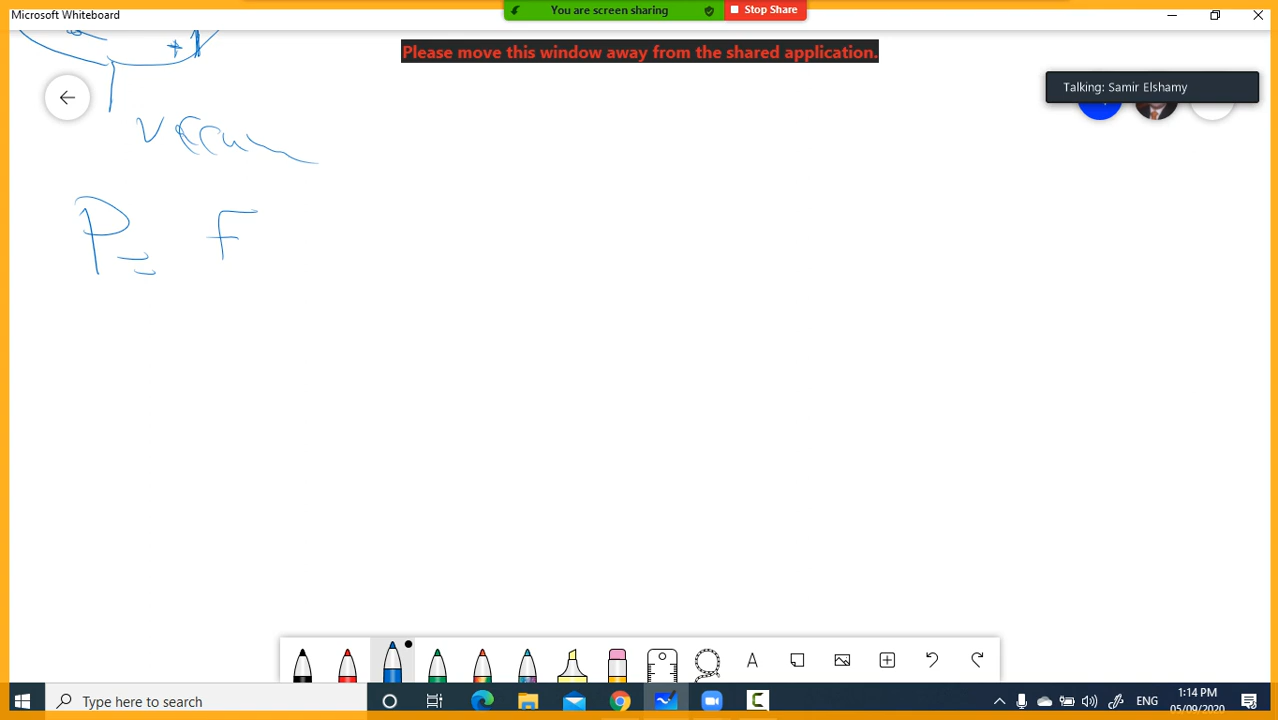 You are screen sharing Stop Share
Microsoft Whiteboard
Please move this window away from the shared application.
Talking: Samir Elshamy
P = F
Type here to search
ENG
1:14 PM
05/09/2020